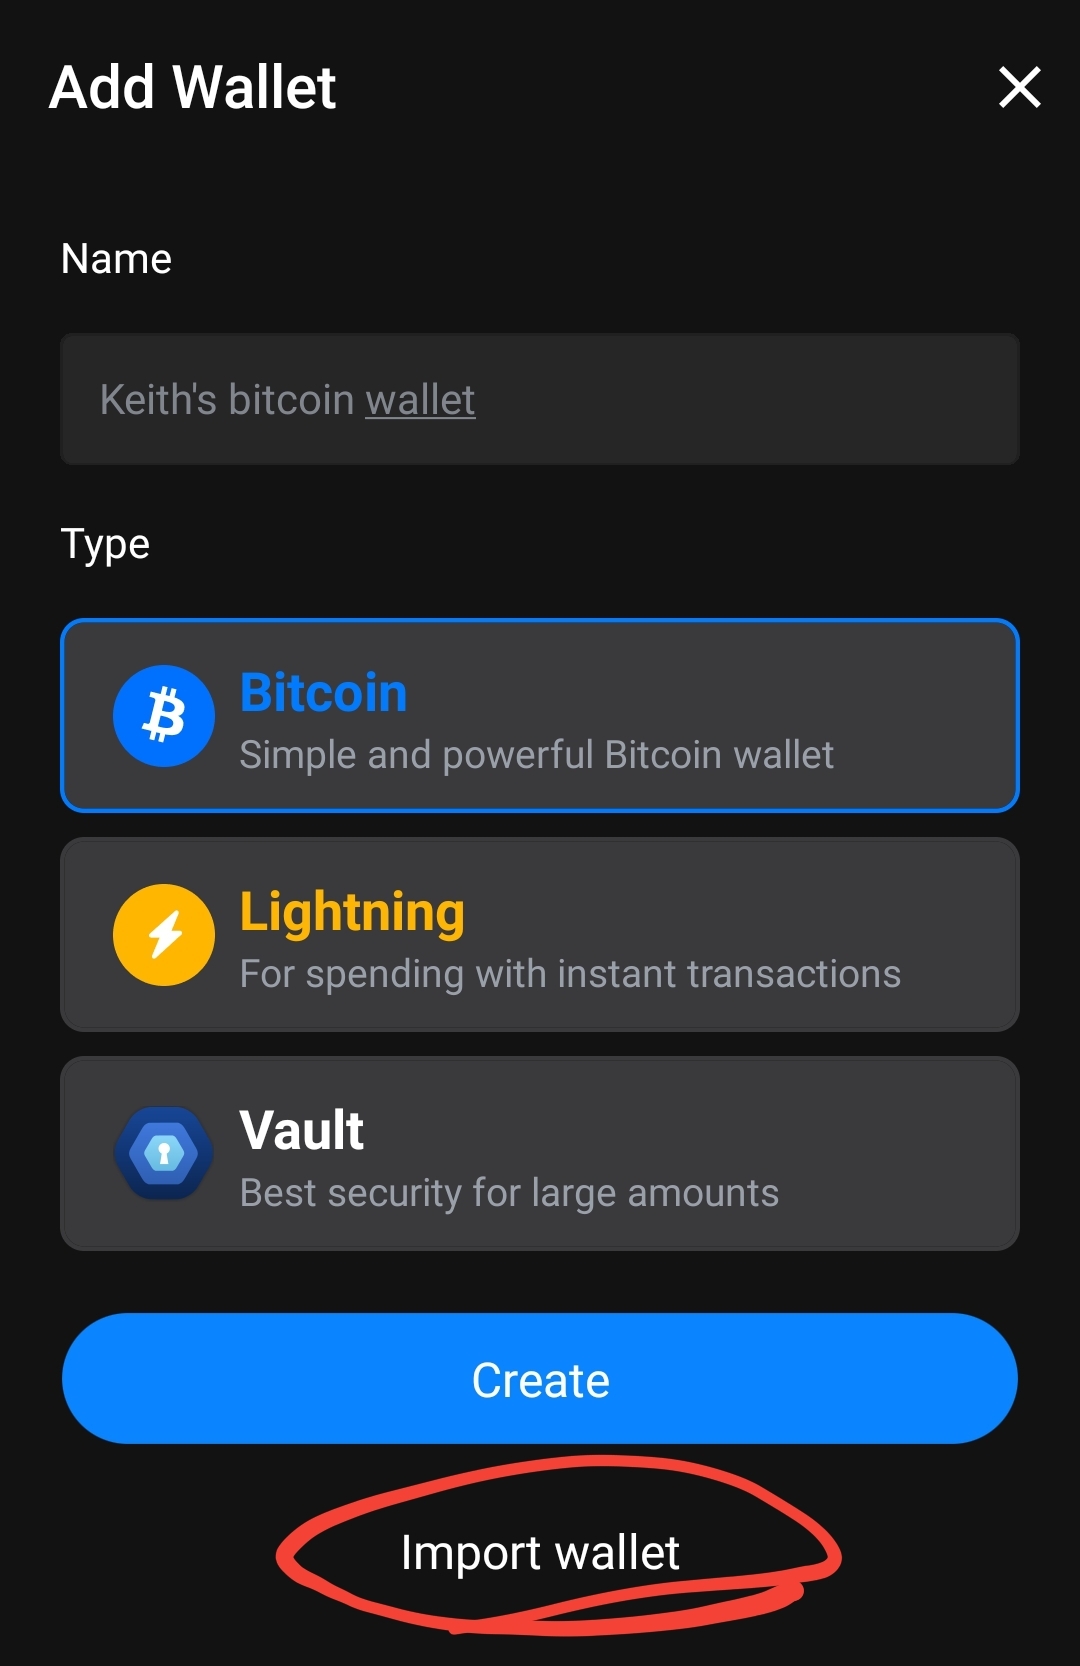 Add Wallet
Name
Keith's bitcoin wallet
Type
Bitcoin
Simple and powerful Bitcoin wallet
Lightning
For spending with instant transactions
Vault
Best security for large amounts
Create
Import wallet